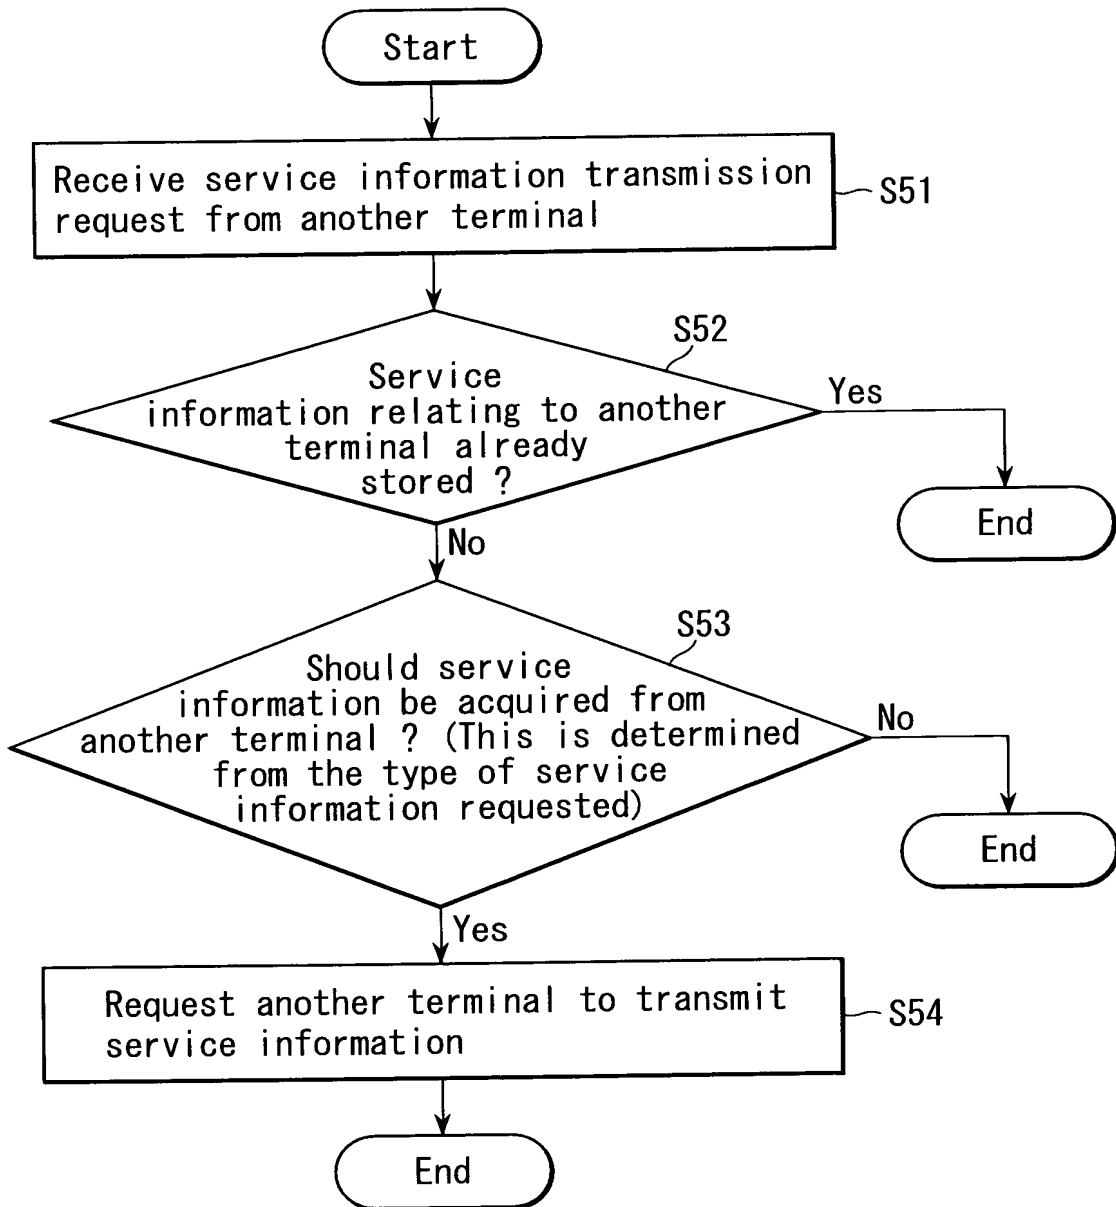 Start
Receive service information transmission
request from another terminal
S51
S52
Service
information relating to another
terminal already
stored ?
Yes
End
No
S53
Should service
information be acquired from
another terminal ? (This is determined
from the type of service
information requested)
No
End
Yes
Request another terminal to transmit
service information
S54
End